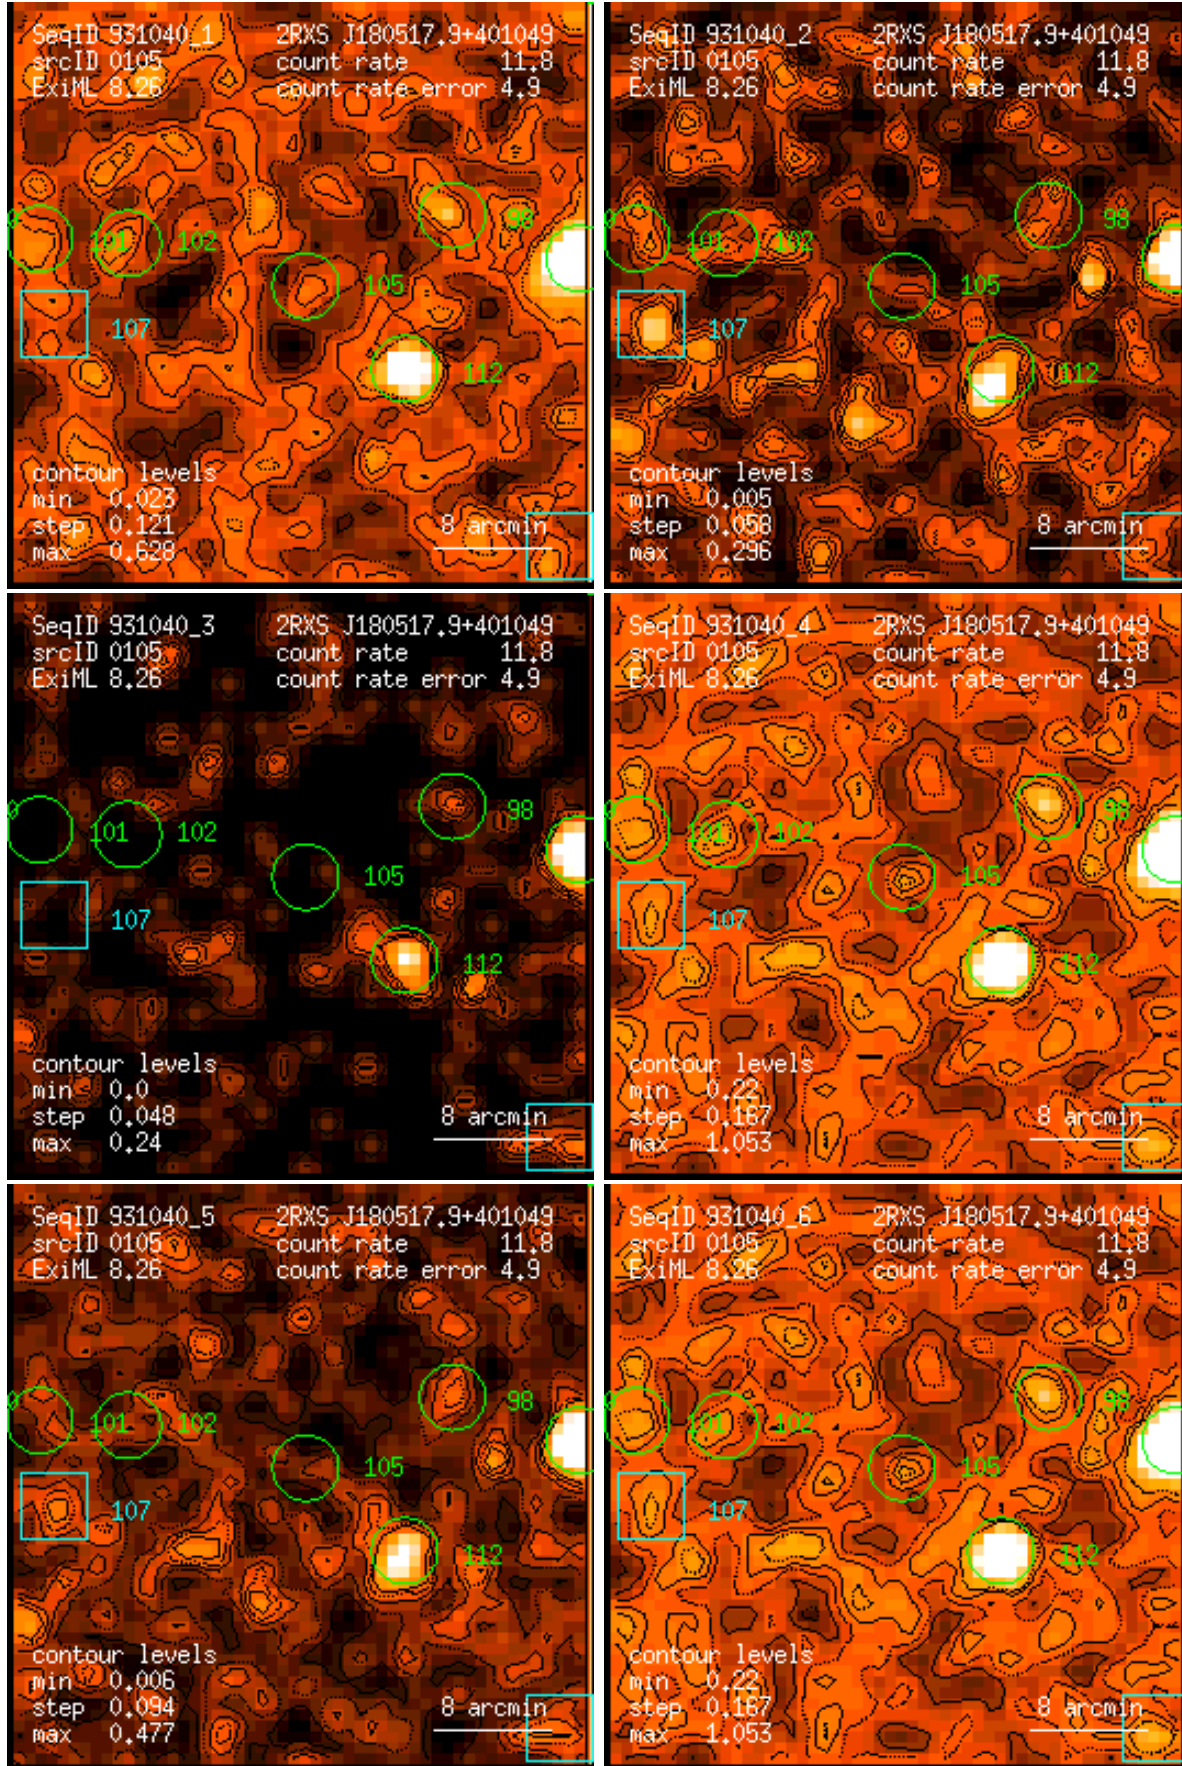 SeqID 931040_1 2RXS J180517.9+401049
srcID 0105 count rate 11.8
ExiML 8.26 count rate error 4.9
98
101 102
105
107
112
contour levels
min 0.023
step 0.121 8 arcmin
max 0.628
SeqID 931040_2 2RXS J180517.9+401049
srcID 0105 count rate 11.8
ExiML 8.26 count rate error 4.9
98
101 102
105
107
112
contour levels
min 0.005
step 0.058 8 arcmin
max 0.296
SeqID 931040_3 2RXS J180517.9+401049
srcID 0105 count rate 11.8
ExiML 8.26 count rate error 4.9
98
101 102
105
107
112
contour levels
min 0.0
step 0.048 8 arcmin
max 0.24
SeqID 931040_4 2RXS J180517.9+401049
srcID 0105 count rate 11.8
ExiML 8.26 count rate error 4.9
98
101 102
105
107
112
contour levels
min 0.22
step 0.167 8 arcmin
max 1.053
SeqID 931040_5 2RXS J180517.9+401049
srcID 0105 count rate 11.8
ExiML 8.26 count rate error 4.9
98
101 102
105
107
112
contour levels
min 0.006
step 0.094 8 arcmin
max 0.477
SeqID 931040_6 2RXS J180517.9+401049
srcID 0105 count rate 11.8
ExiML 8.26 count rate error 4.9
98
101 102
105
107
112
contour levels
min 0.22
step 0.167 8 arcmin
max 1.053